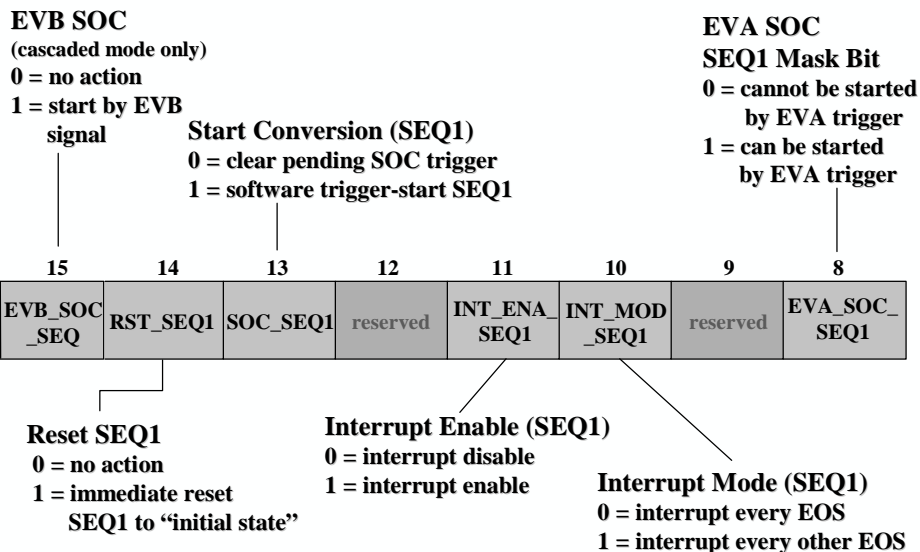 EVB SOC
(cascaded mode only)
0 = no action
1 = start by EVB
signal
Start Conversion (SEQ1)
0 = clear pending SOC trigger
1 = software trigger-start SEQ1
EVA SOC
SEQ1 Mask Bit
0 = cannot be started
by EVA trigger
1 = can be started
by EVA trigger
15 14 13 12 11 10 9 8
EVB_SOC
_SEQ
RST_SEQ1
SOC_SEQ1
reserved
INT_ENA_
SEQ1
INT_MOD
_SEQ1
reserved
EVA_SOC_
SEQ1
Reset SEQ1
0 = no action
1 = immediate reset
SEQ1 to “initial state”
Interrupt Enable (SEQ1)
0 = interrupt disable
1 = interrupt enable
Interrupt Mode (SEQ1)
0 = interrupt every EOS
1 = interrupt every other EOS